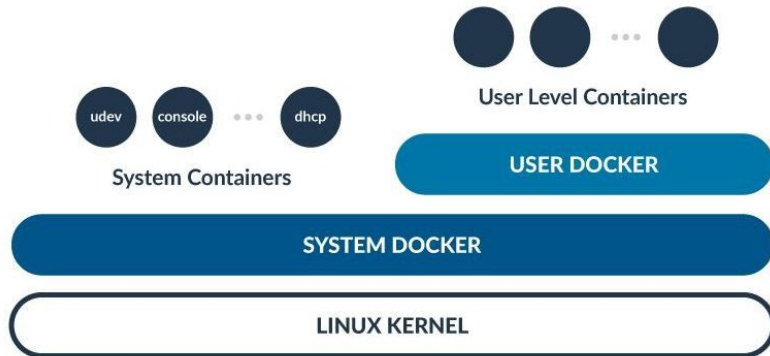 User Level Containers
udev
console
dhcp
System Containers
USER DOCKER
SYSTEM DOCKER
LINUX KERNEL